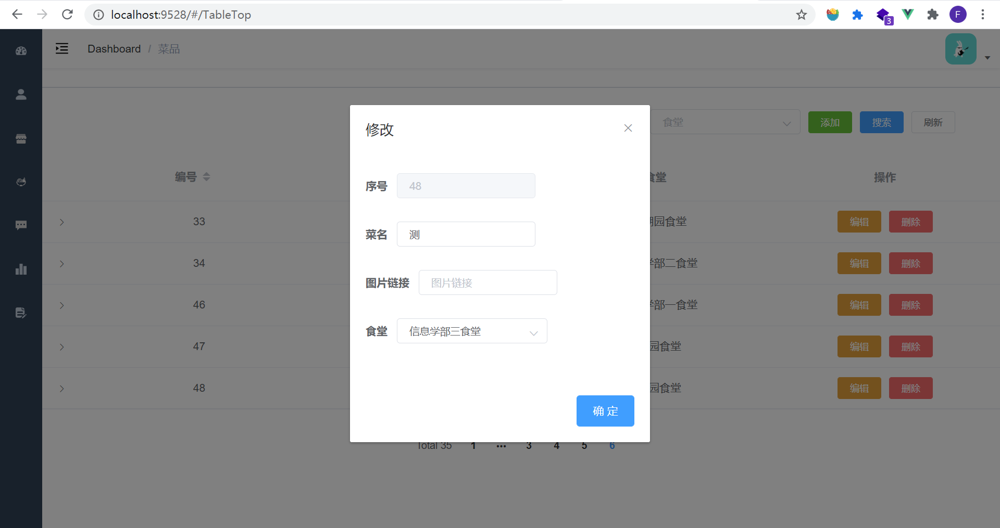 localhost:9528/#/TableTop
3
F
Dashboard / 菜品
食堂 添加 搜索 刷新
修改
编号 食堂 操作
序号 48
33 园食堂 编辑 删除
菜名 测
34 学部二食堂 编辑 删除
图片链接 图片链接
46 学部一食堂 编辑 删除
食堂 信息学部三食堂
47 园食堂 编辑 删除
48 园食堂 编辑 删除
确 定
Total 35 1 ••• 3 4 5 6